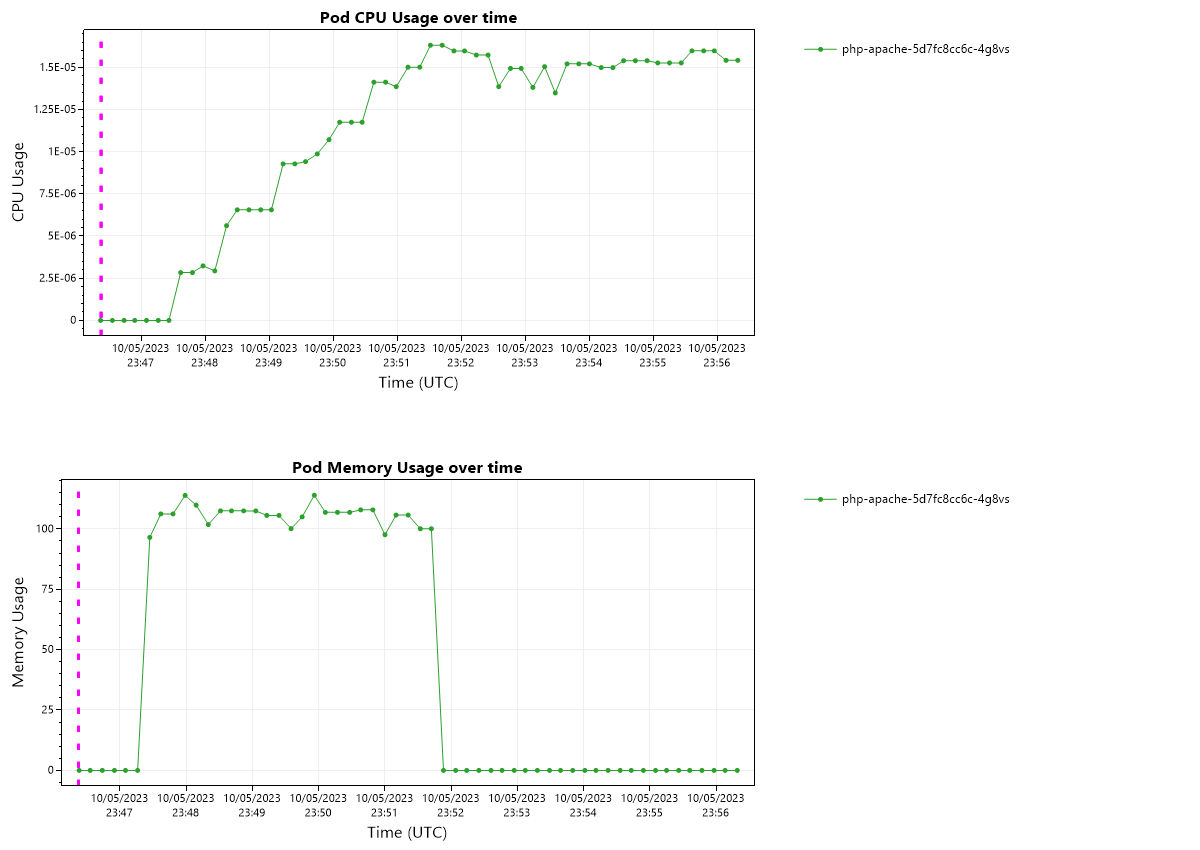 Pod CPU Usage over time
php-apache-5d7fc8cc6c-4g8vs
CPU Usage
1.5E-05
1.25E-05
1E-05
7.5E-06
5E-06
2.5E-06
0
10/05/2023 10/05/2023 10/05/2023 10/05/2023 10/05/2023 10/05/2023 10/05/2023 10/05/2023 10/05/2023 10/05/2023
23:47 23:48 23:49 23:50 23:51 23:52 23:53 23:54 23:55 23:56
Time (UTC)
Pod Memory Usage over time
php-apache-5d7fc8cc6c-4g8vs
Memory Usage
100
75
50
25
0
10/05/2023 10/05/2023 10/05/2023 10/05/2023 10/05/2023 10/05/2023 10/05/2023 10/05/2023 10/05/2023 10/05/2023
23:47 23:48 23:49 23:50 23:51 23:52 23:53 23:54 23:55 23:56
Time (UTC)